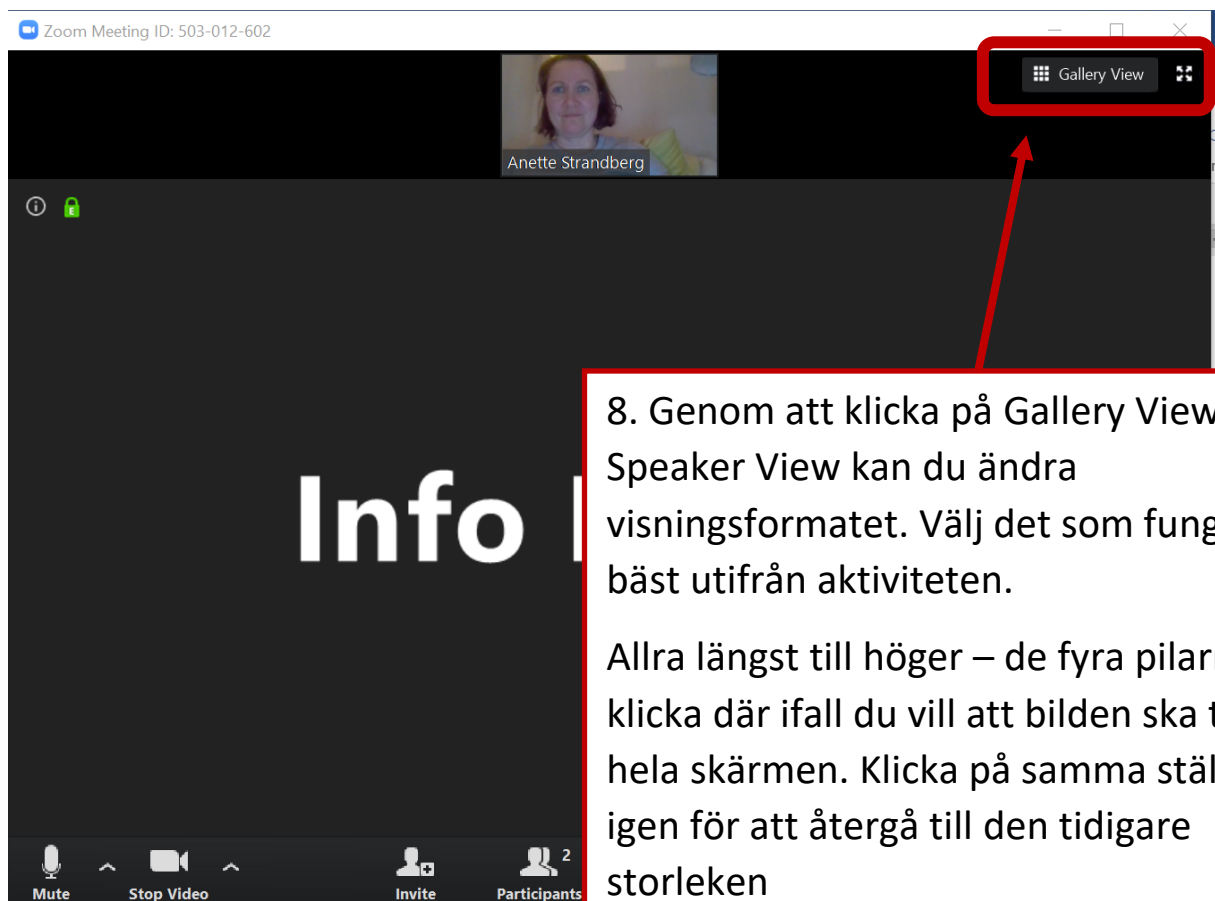 Zoom Meeting ID: 503-012-602
Gallery View
Anette Strandberg
Info
8. Genom att klicka på Gallery View
Speaker View kan du ändra
visningsformatet. Välj det som fung
bäst utifrån aktiviteten.
Allra längst till höger – de fyra pilar
klicka där ifall du vill att bilden ska t
hela skärmen. Klicka på samma stäl
igen för att återgå till den tidigare
storleken
2
Mute Stop Video Invite Participants